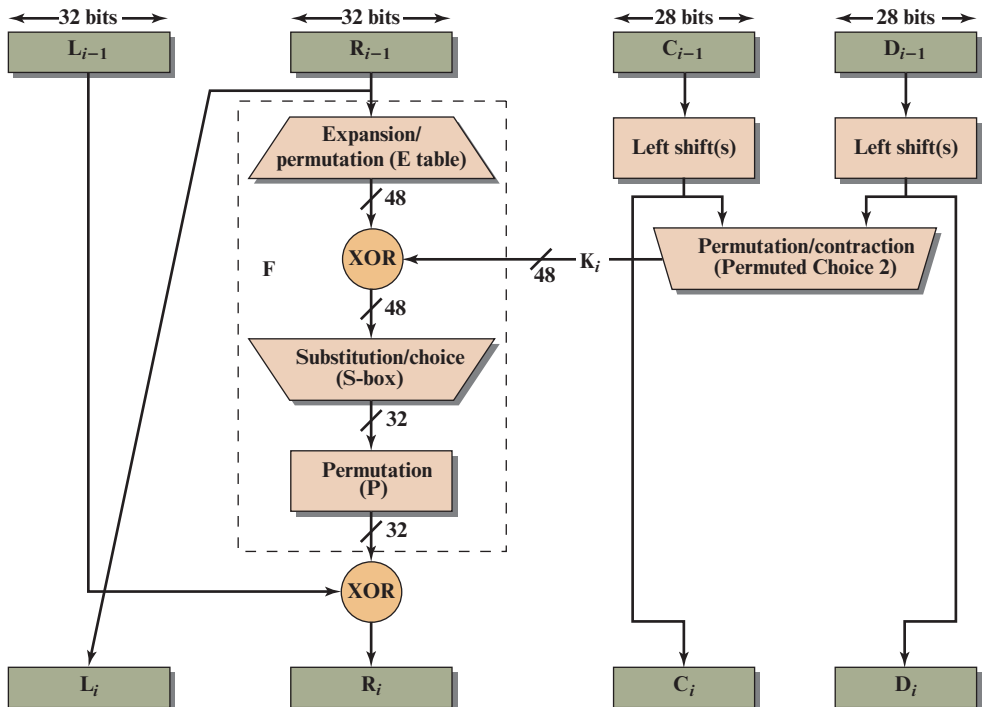 32 bits
32 bits
28 bits
28 bits
Lᵢ₋₁
Rᵢ₋₁
Cᵢ₋₁
Dᵢ₋₁
Expansion/
permutation (E table)
Left shift(s)
Left shift(s)
48
F
XOR
48
Kᵢ
Permutation/contraction
(Permuted Choice 2)
48
Substitution/choice
(S-box)
32
Permutation
(P)
32
XOR
Lᵢ
Rᵢ
Cᵢ
Dᵢ